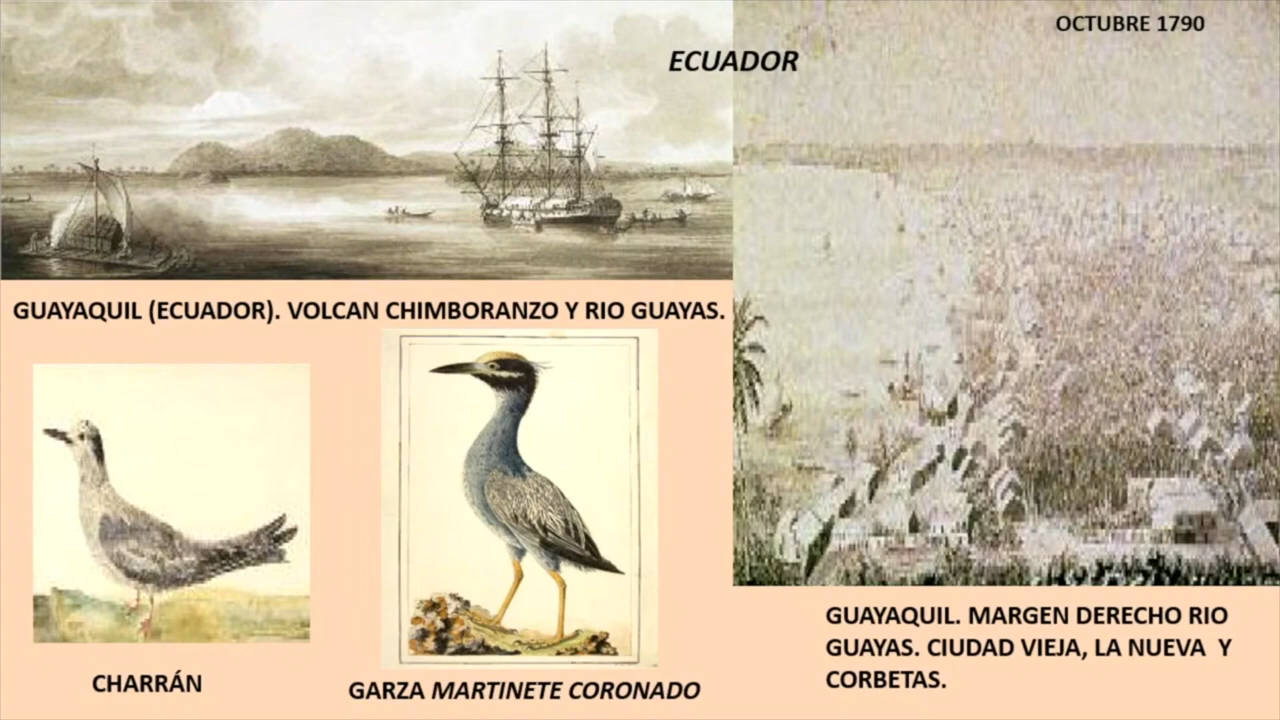 OCTUBRE 1790
ECUADOR
GUAYAQUIL (ECUADOR). VOLCAN CHIMBORANZO Y RIO GUAYAS.
CHARRÁN
GARZA MARTINETE CORONADO
GUAYAQUIL. MARGEN DERECHO RIO
GUAYAS. CIUDAD VIEJA, LA NUEVA Y
CORBETAS.